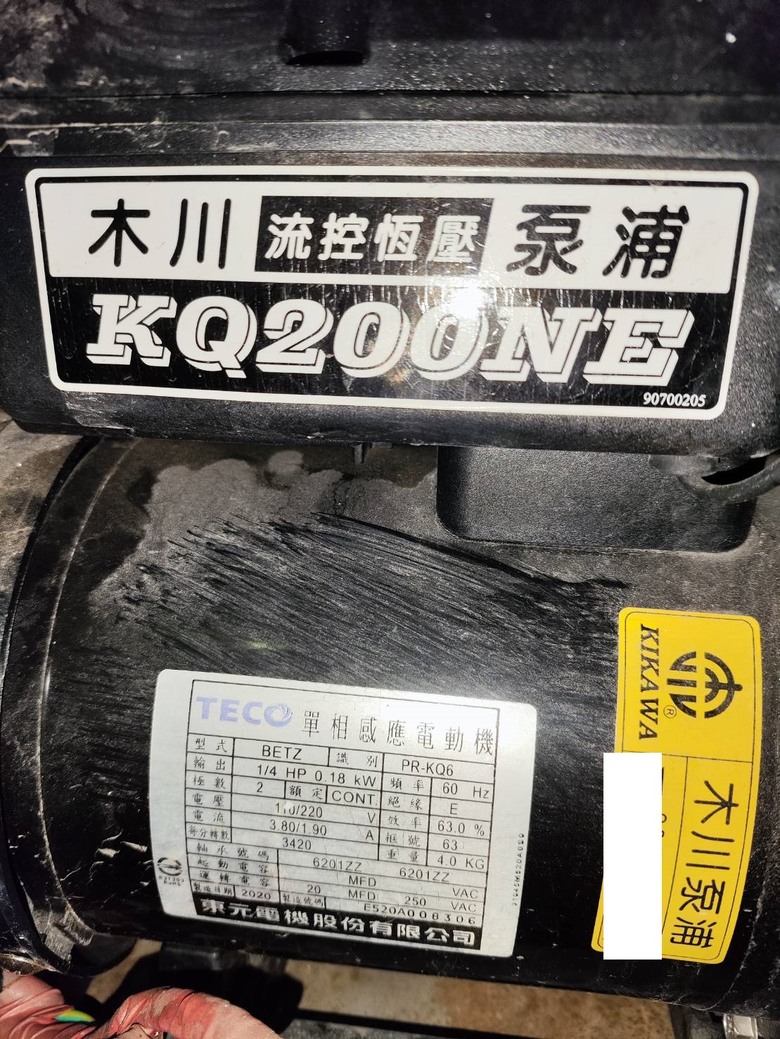 木川 流控恆壓 泵浦
KQ200NE
90700205
KIKAWA
®
木川泵浦
TECO 單相感應電動機
型式 BETZ 識別 PR-KQ6
輸出 1/4 HP 0.18 kW 頻率 60 Hz
極數 2 額定 CONT. 絕緣 E
電壓 110/220 V 效率 63.0 %
電流 3.80/1.90 A 框號 63
每分轉數 3420 重量 4.0 KG
軸承號碼 6201ZZ 6201ZZ
起動電容 MFD VAC
運轉電容 20 MFD 250 VAC
製造日期 2020 製造號碼 E520A008306
東元電機股份有限公司